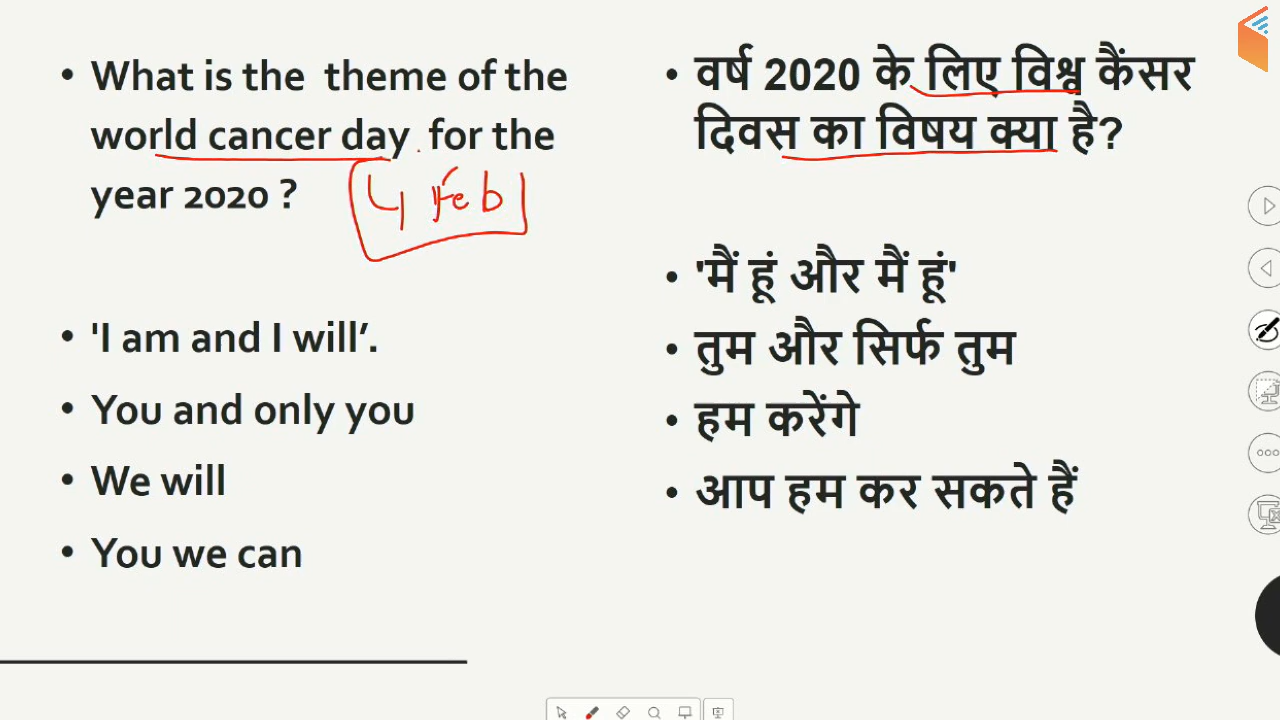 What is the theme of the
world cancer day for the
year 2020 ?
4 Feb
'I am and I will’.
You and only you
We will
You we can
वर्ष 2020 के लिए विश्व कैंसर
दिवस का विषय क्या है?
'मैं हूं और मैं हूं'
तुम और सिर्फ तुम
हम करेंगे
आप हम कर सकते हैं